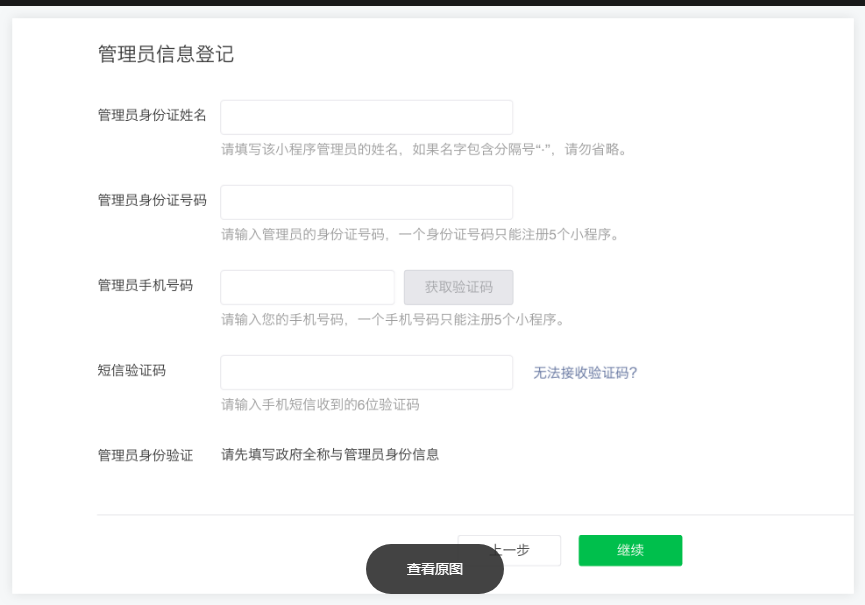 管理员信息登记
管理员身份证姓名
请填写该小程序管理员的姓名，如果名字包含分隔号“·”，请勿省略。
管理员身份证号码
请输入管理员的身份证号码，一个身份证号码只能注册5个小程序。
管理员手机号码 获取验证码
请输入您的手机号码，一个手机号码只能注册5个小程序。
短信验证码 无法接收验证码?
请输入手机短信收到的6位验证码
管理员身份验证 请先填写政府全称与管理员身份信息
上一步 继续
查看原图